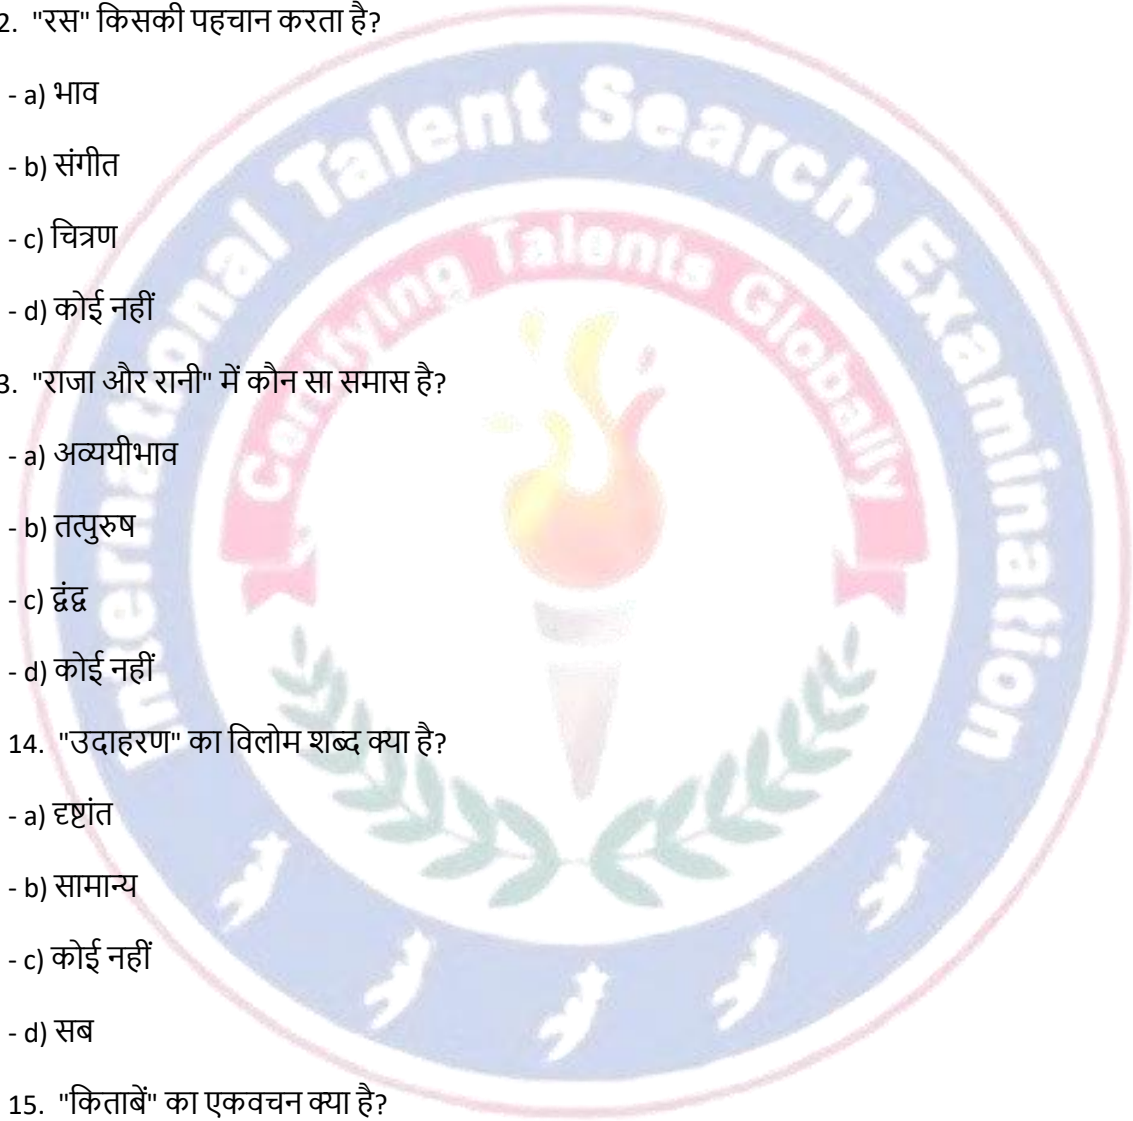 2. "रस" किसकी पहचान करता है?
- a) भाव
- b) संगीत
- c) चित्रण
- d) कोई नहीं
3. "राजा और रानी" में कौन सा समास है?
- a) अव्ययीभाव
- b) तत्पुरुष
- c) द्वंद्व
- d) कोई नहीं
14. "उदाहरण" का विलोम शब्द क्या है?
- a) दृष्टांत
- b) सामान्य
- c) कोई नहीं
- d) सब
15. "किताबें" का एकवचन क्या है?
International Talent Search Examination
Certifying Talents Globally